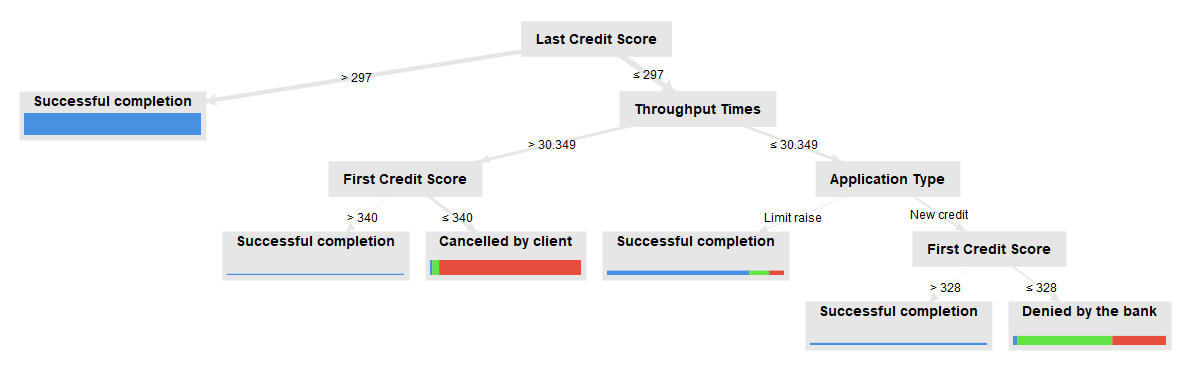 Last Credit Score
> 297
≤ 297
Successful completion
Throughput Times
> 30.349
≤ 30.349
First Credit Score
Application Type
> 340
≤ 340
Limit raise
New credit
Successful completion
Cancelled by client
Successful completion
First Credit Score
> 328
≤ 328
Successful completion
Denied by the bank